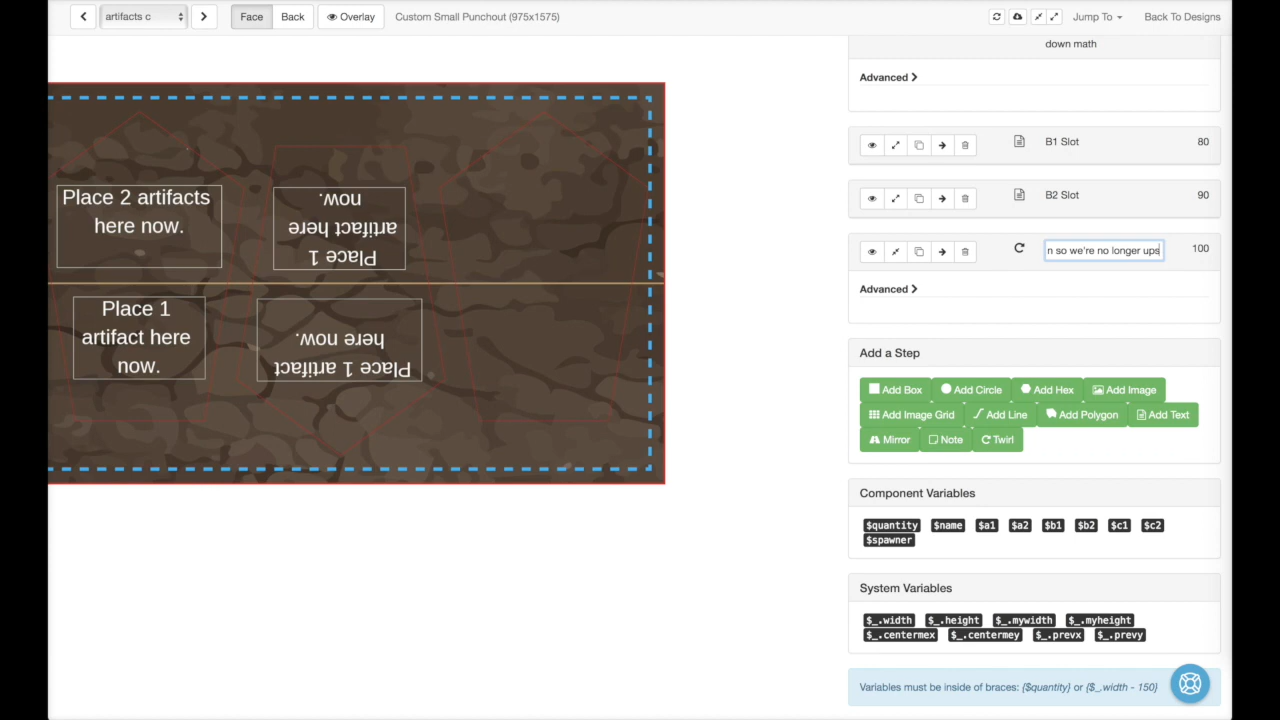 artifacts c
Face
Back
Overlay
Custom Small Punchout (975x1575)
Jump To
Back To Designs
down math
Advanced
B1 Slot
80
B2 Slot
90
n so we're no longer ups
100
Advanced
Place 2 artifacts
here now.
Place 1
artifact here
now.
Place 1
artifact here
now.
Place 1 artifact
here now.
Add a Step
Add Box
Add Circle
Add Hex
Add Image
Add Image Grid
Add Line
Add Polygon
Add Text
Mirror
Note
Twirl
Component Variables
$quantity $name $a1 $a2 $b1 $b2 $c1 $c2
$spawner
System Variables
$_.width $_.height $_.mywidth $_.myheight
$_.centermex $_.centermey $_.prevx $_.prevy
Variables must be inside of braces: {$quantity} or {$_.width - 150}